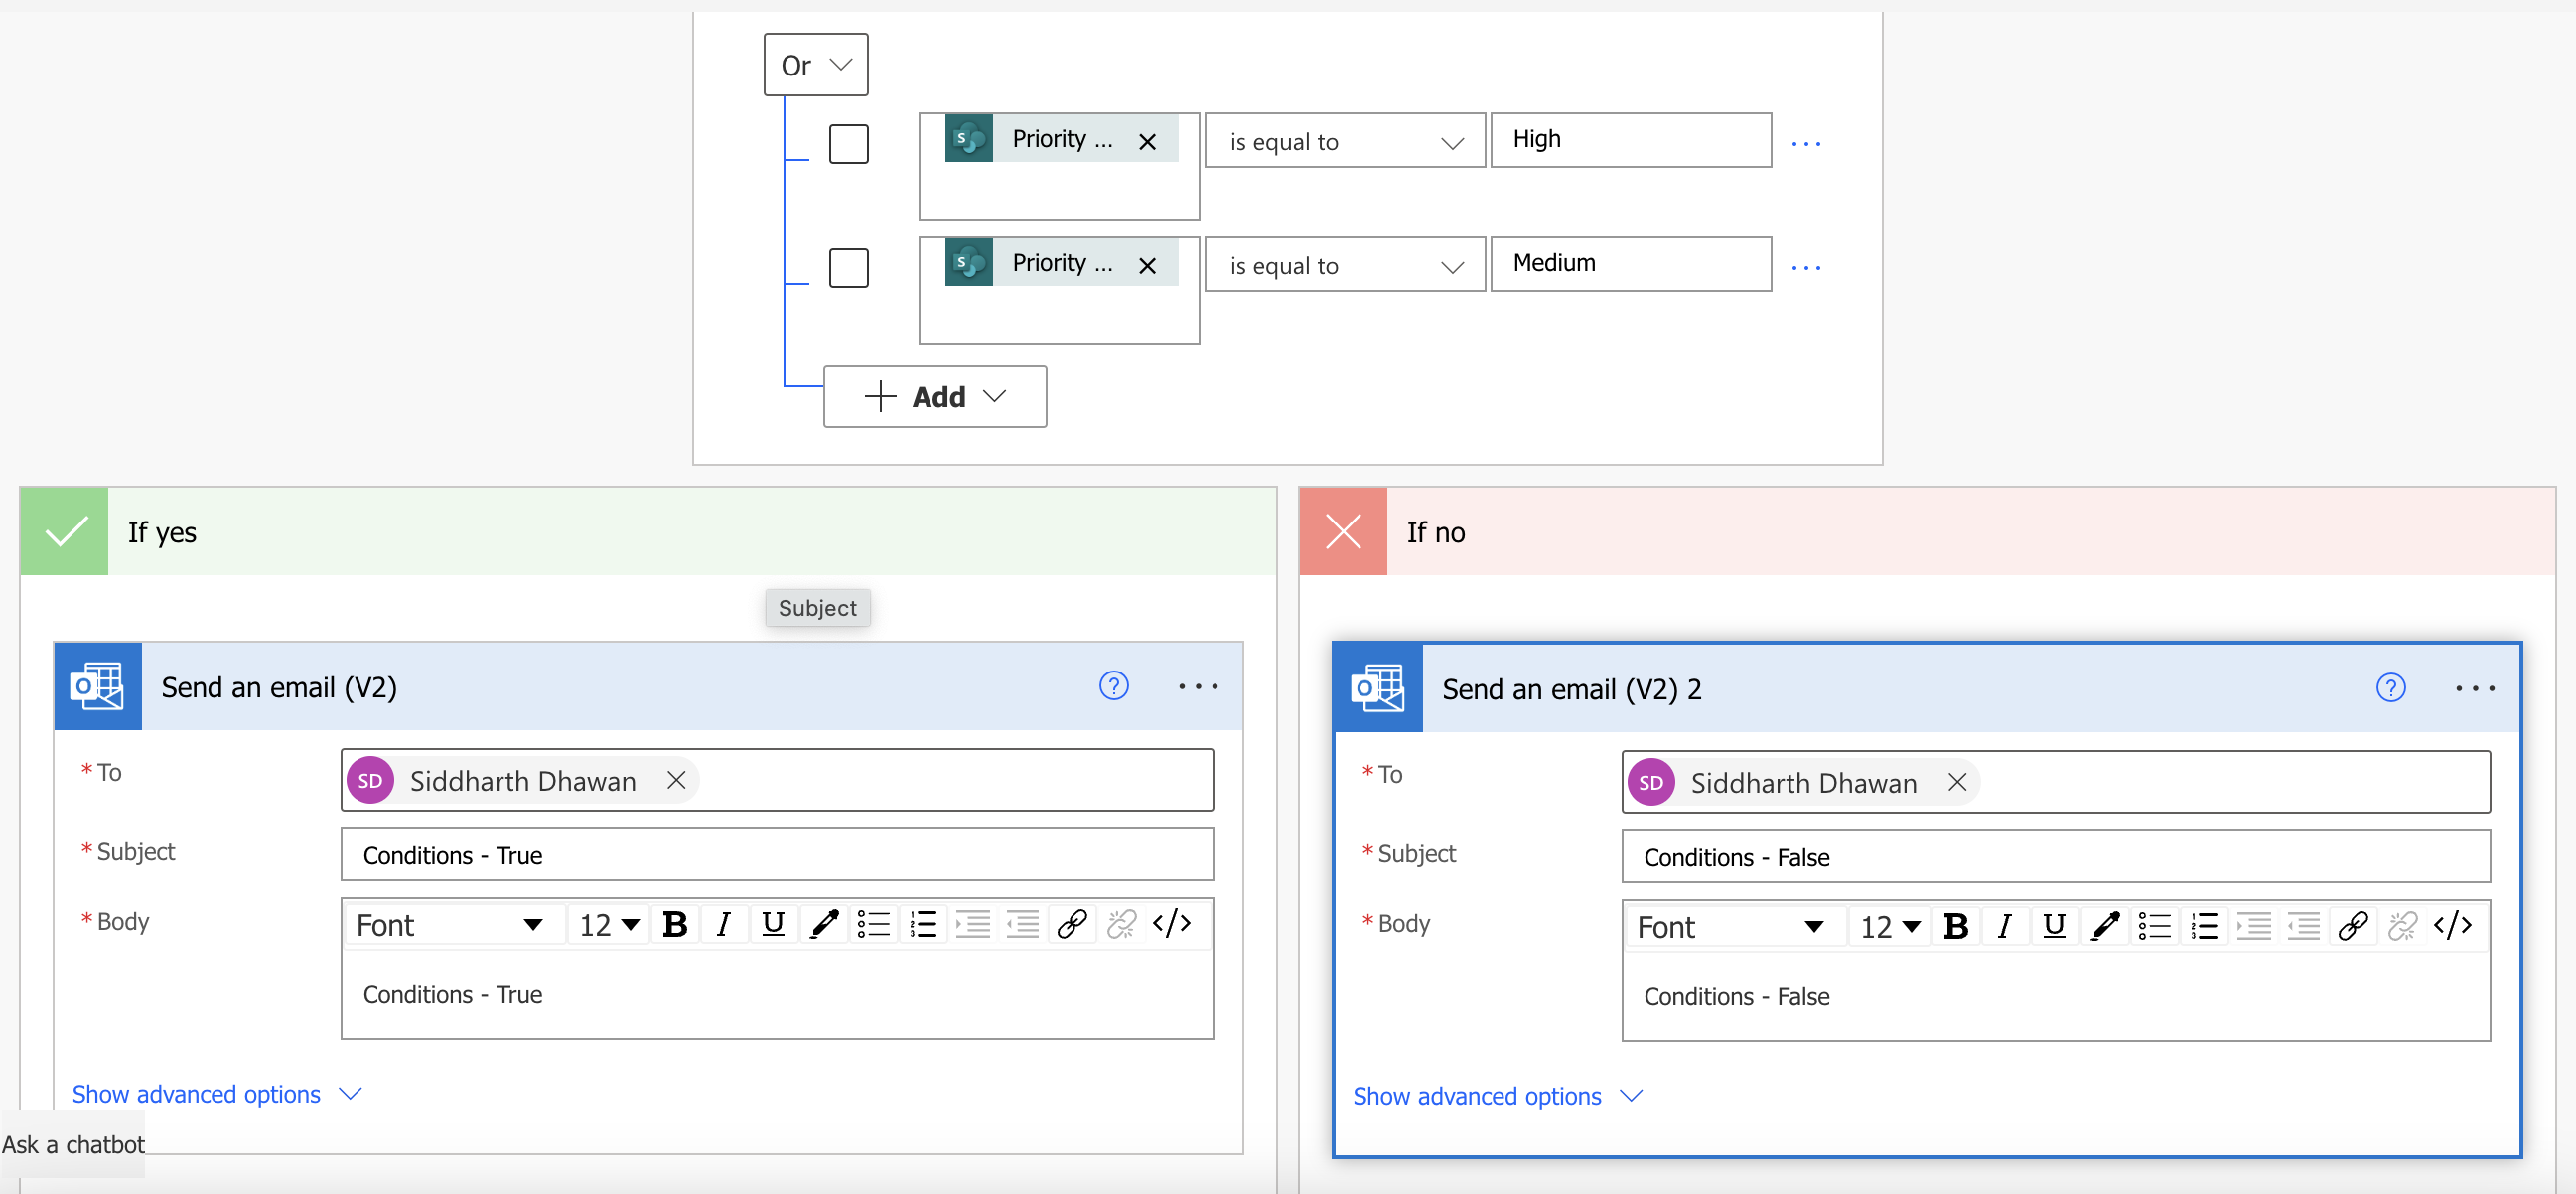 Or
Priority ... is equal to High ...
Priority ... is equal to Medium ...
Add
If yes
Subject
Send an email (V2) ? ...
* To SD Siddharth Dhawan
* Subject Conditions - True
* Body Font 12 B I U </>
Conditions - True
Show advanced options
Ask a chatbot
If no
Send an email (V2) 2 ? ...
* To SD Siddharth Dhawan
* Subject Conditions - False
* Body Font 12 B I U </>
Conditions - False
Show advanced options